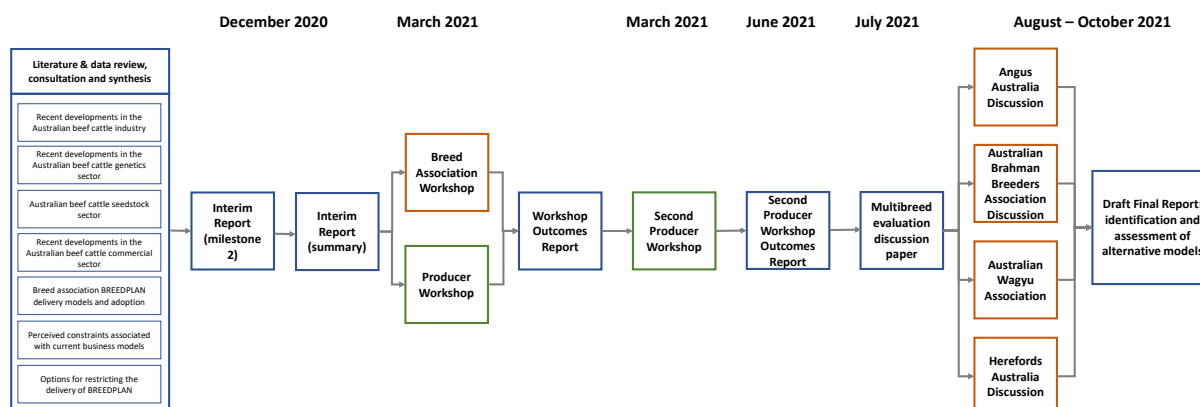 December 2020
March 2021
March 2021
June 2021
July 2021
August – October 2021
Literature & data review,
consultation and synthesis
Recent developments in the
Australian beef cattle industry
Recent developments in the
Australian beef cattle genetics
sector
Australian beef cattle seedstock
sector
Recent developments in the
Australian beef cattle commercial
sector
Breed association BREEDPLAN
delivery models and adoption
Perceived constraints associated
with current business models
Options for restricting the
delivery of BREEDPLAN
Interim
Report
(milestone
2)
Interim
Report
(summary)
Breed
Association
Workshop
Producer
Workshop
Workshop
Outcomes
Report
Second
Producer
Workshop
Second
Producer
Workshop
Outcomes
Report
Multibreed
evaluation
discussion
paper
Angus
Australia
Discussion
Australian
Brahman
Breeders
Association
Discussion
Australian
Wagyu
Association
Herefords
Australia
Discussion
Draft Final Report:
identification and
assessment of
alternative models